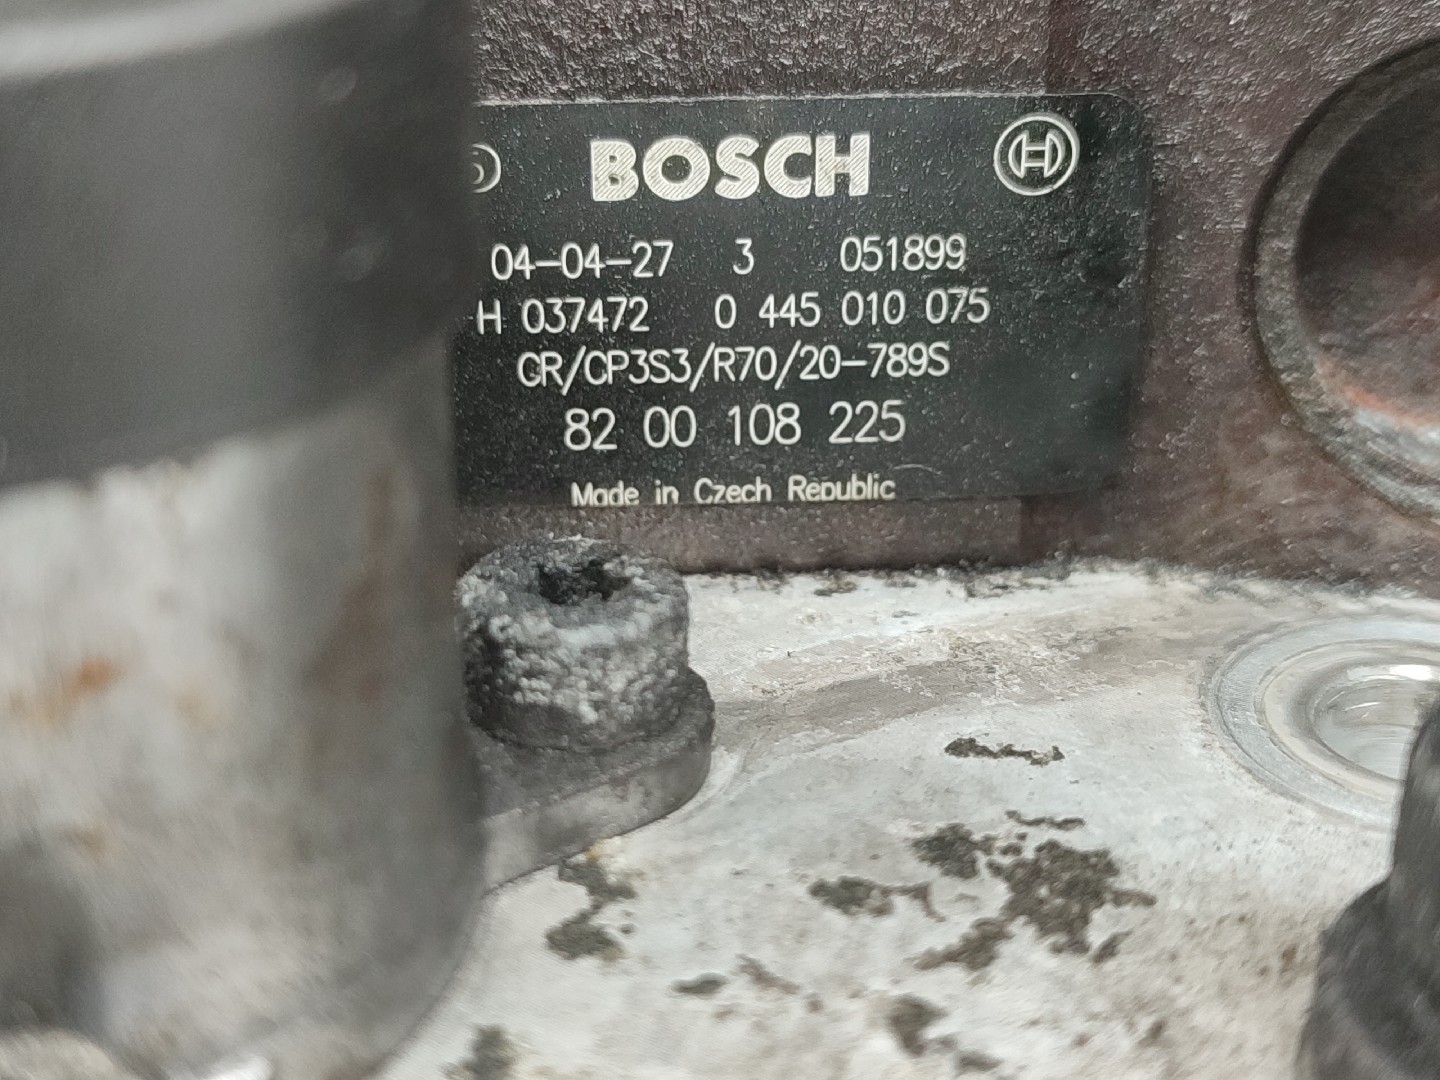 BOSCH
04-04-27 3 051899
H 037472 0 445 010 075
CR/CP3S3/R70/20-789S
82 00 108 225
Made in Czech Republic